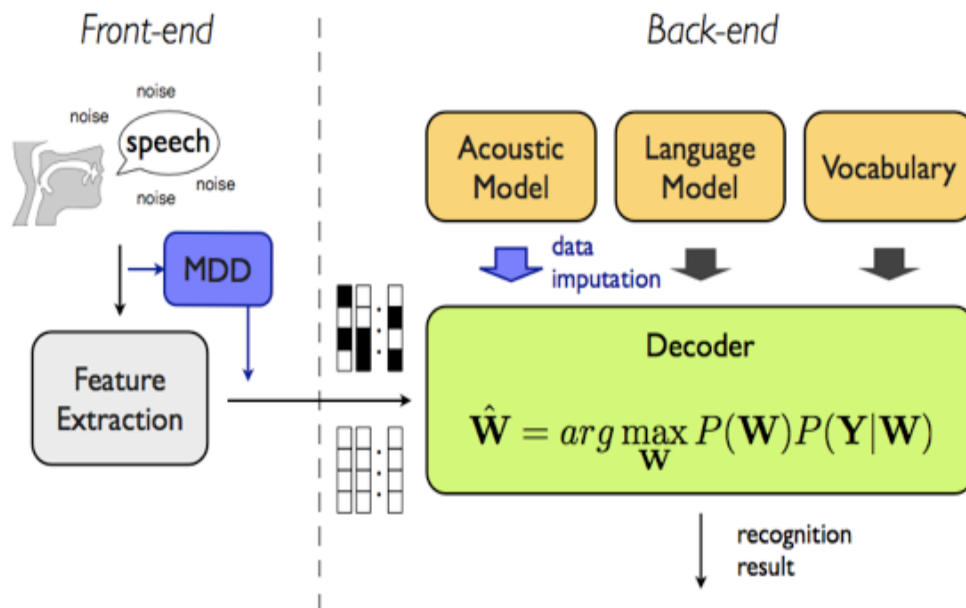 Front-end
Back-end
noise
noise
speech
noise
noise
MDD
Feature
Extraction
Acoustic
Model
Language
Model
Vocabulary
data
imputation
Decoder
Ŵ = arg max P(W)P(Y|W)
W
recognition
result